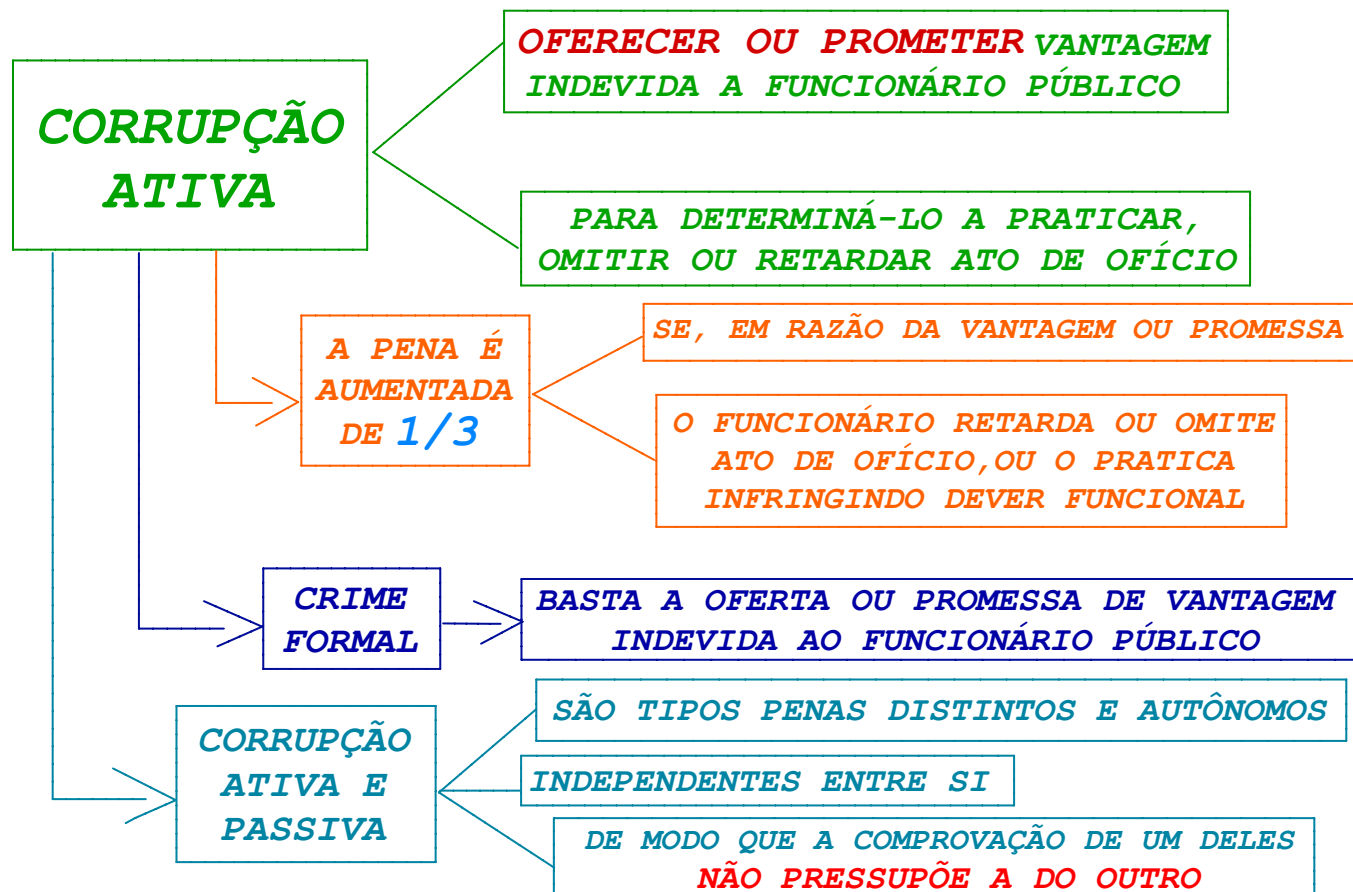 CORRUPÇÃO
ATIVA
OFERECER OU PROMETER VANTAGEM
INDEVIDA A FUNCIONÁRIO PÚBLICO
PARA DETERMINÁ-LO A PRATICAR,
OMITIR OU RETARDAR ATO DE OFÍCIO
A PENA É
AUMENTADA
DE 1/3
SE, EM RAZÃO DA VANTAGEM OU PROMESSA
O FUNCIONÁRIO RETARDA OU OMITE
ATO DE OFÍCIO,OU O PRATICA
INFRINGINDO DEVER FUNCIONAL
CRIME
FORMAL
BASTA A OFERTA OU PROMESSA DE VANTAGEM
INDEVIDA AO FUNCIONÁRIO PÚBLICO
CORRUPÇÃO
ATIVA E
PASSIVA
SÃO TIPOS PENAS DISTINTOS E AUTÔNOMOS
INDEPENDENTES ENTRE SI
DE MODO QUE A COMPROVAÇÃO DE UM DELES
NÃO PRESSUPÕE A DO OUTRO